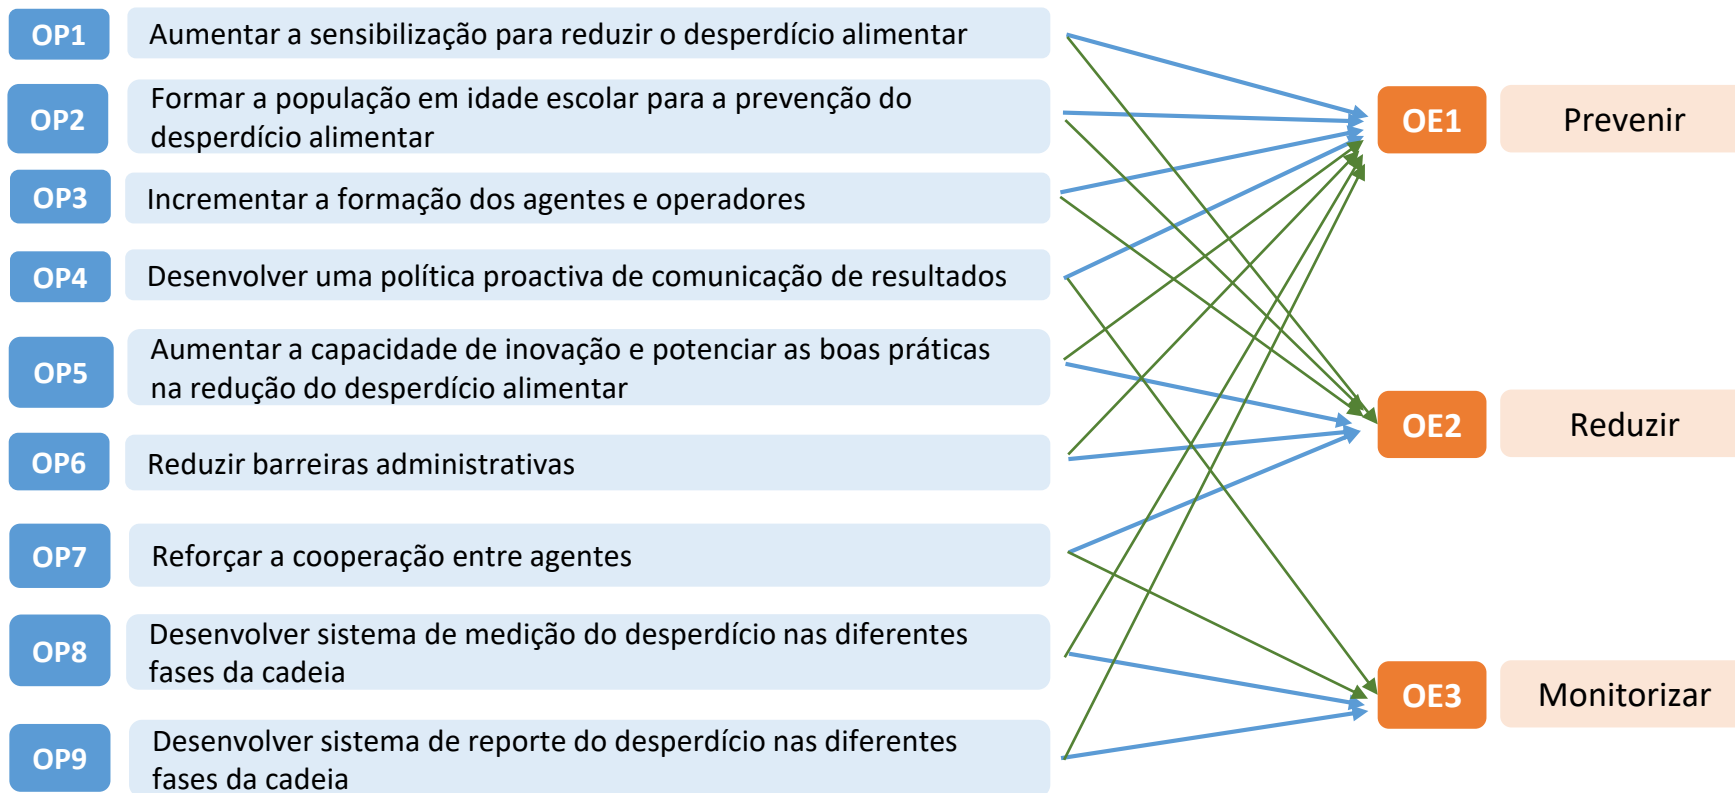 OP1 Aumentar a sensibilização para reduzir o desperdício alimentar
OP2 Formar a população em idade escolar para a prevenção do
desperdício alimentar
OP3 Incrementar a formação dos agentes e operadores
OP4 Desenvolver uma política proactiva de comunicação de resultados
OP5 Aumentar a capacidade de inovação e potenciar as boas práticas
na redução do desperdício alimentar
OP6 Reduzir barreiras administrativas
OP7 Reforçar a cooperação entre agentes
OP8 Desenvolver sistema de medição do desperdício nas diferentes
fases da cadeia
OP9 Desenvolver sistema de reporte do desperdício nas diferentes
fases da cadeia
OE1 Prevenir
OE2 Reduzir
OE3 Monitorizar